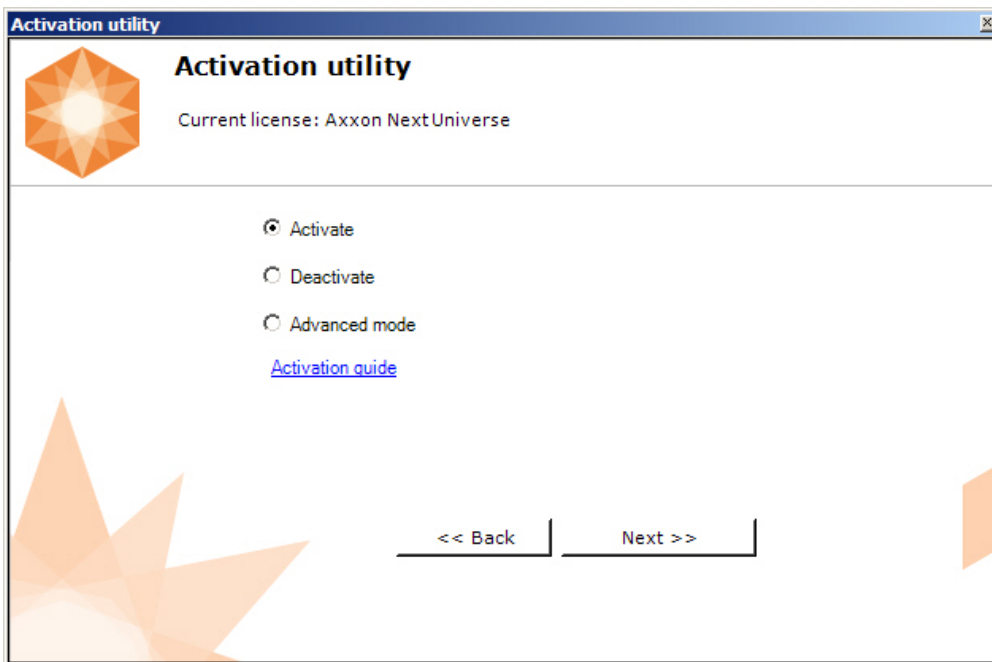 Activation utility
Activation utility
Current license: Axxon Next Universe
Activate
Deactivate
Advanced mode
Activation guide
<< Back Next >>